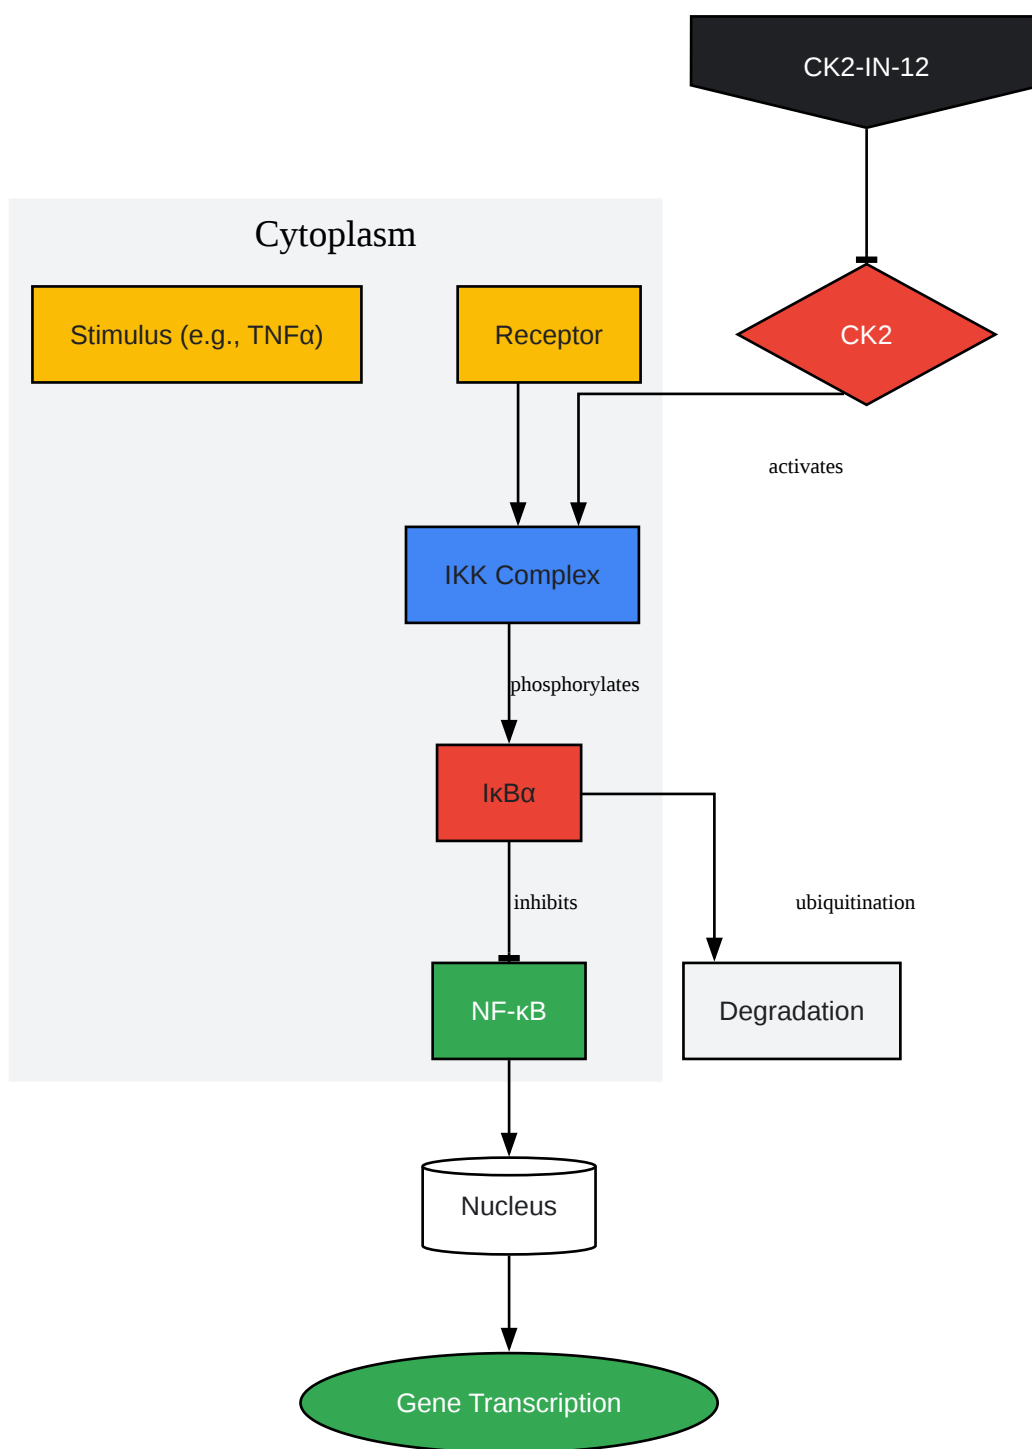 CK2-IN-12
Cytoplasm
Stimulus (e.g., TNFα)
Receptor
CK2
activates
IKK Complex
phosphorylates
IκBα
inhibits
ubiquitination
NF-κB
Degradation
Nucleus
Gene Transcription